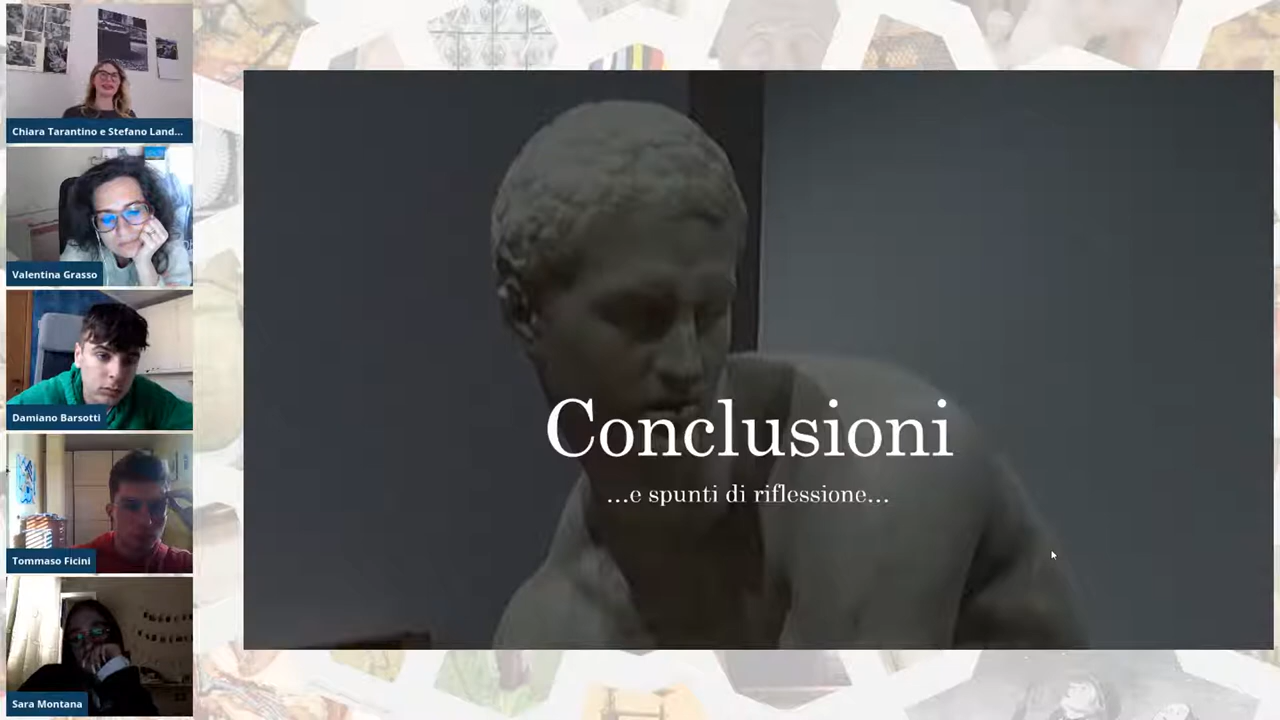 Chiara Tarantino e Stefano Land...
Valentina Grasso
Damiano Barsotti
Tommaso Ficini
Sara Montana
Conclusioni
...e spunti di riflessione...